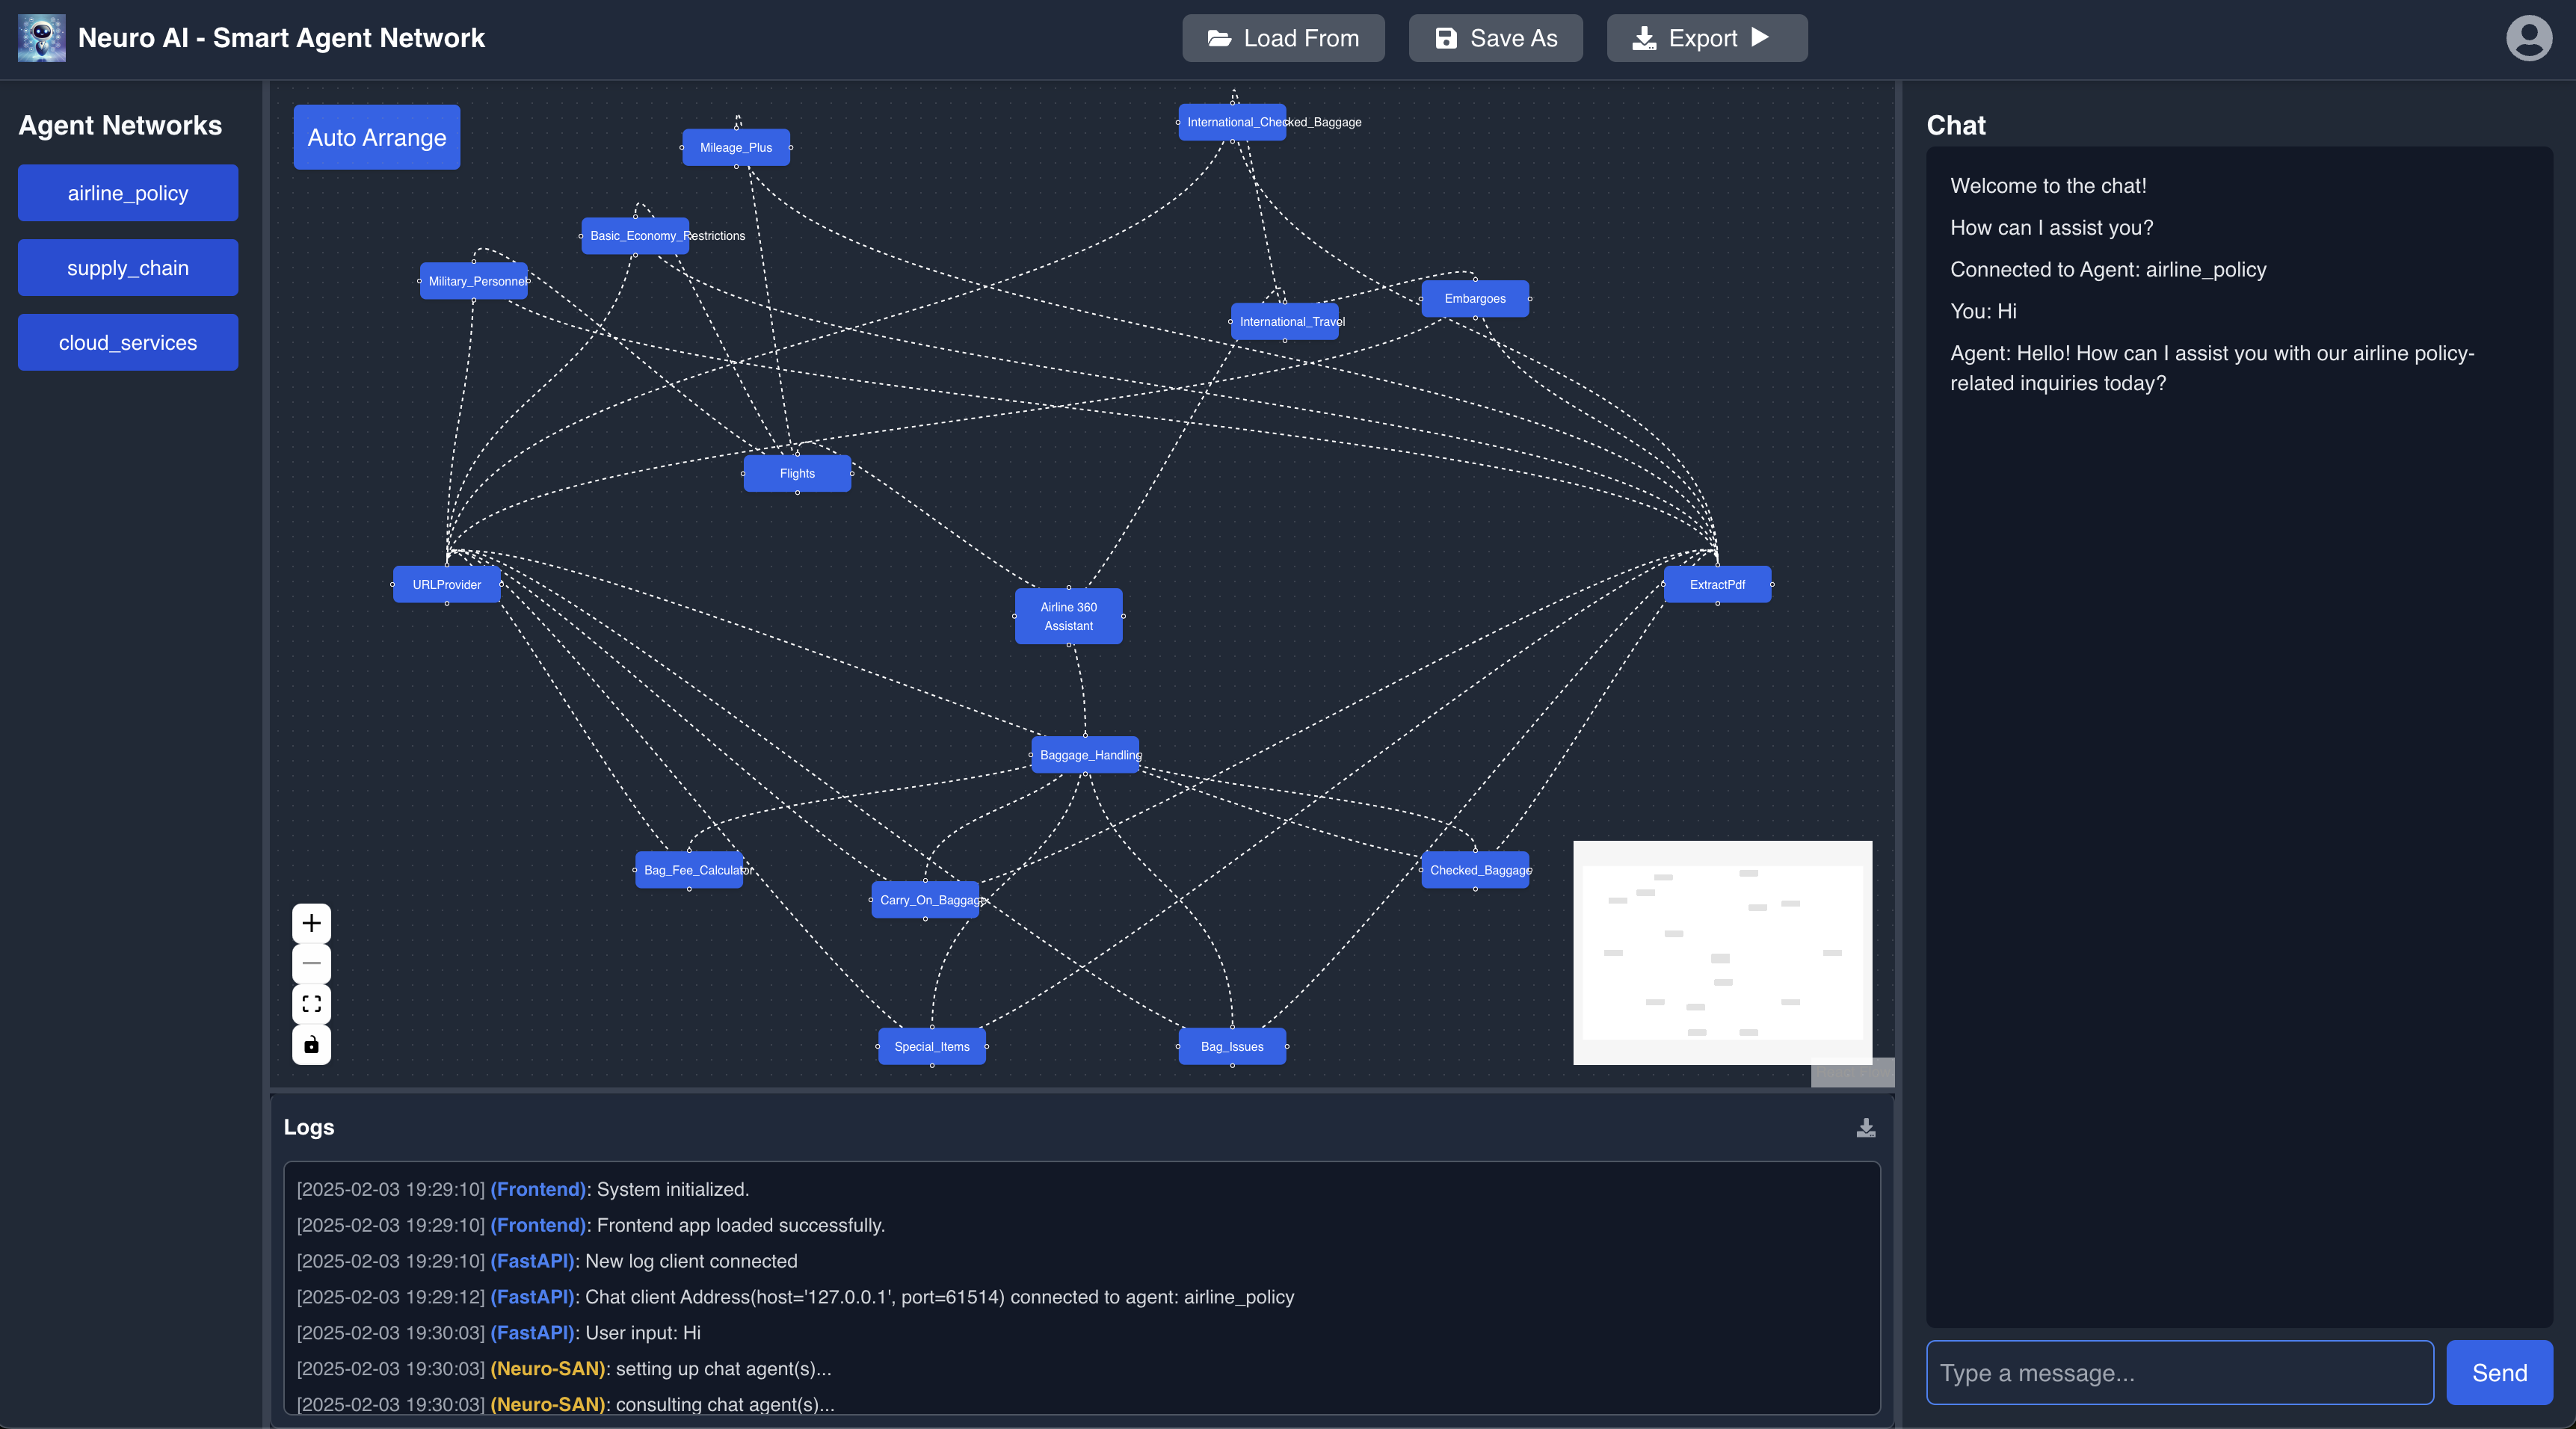 Neuro AI - Smart Agent Network
Load From
Save As
Export
Agent Networks
airline_policy
supply_chain
cloud_services
Auto Arrange
International_Checked_Baggage
Mileage_Plus
Basic_Economy_Restrictions
Military_Personnel
Embargoes
International_Travel
Flights
URLProvider
ExtractPdf
Airline 360
Assistant
Baggage_Handling
Bag_Fee_Calculator
Checked_Baggage
Carry_On_Baggage
Special_Items
Bag_Issues
Logs
[2025-02-03 19:29:10] (Frontend): System initialized.
[2025-02-03 19:29:10] (Frontend): Frontend app loaded successfully.
[2025-02-03 19:29:10] (FastAPI): New log client connected
[2025-02-03 19:29:12] (FastAPI): Chat client Address(host='127.0.0.1', port=61514) connected to agent: airline_policy
[2025-02-03 19:30:03] (FastAPI): User input: Hi
[2025-02-03 19:30:03] (Neuro-SAN): setting up chat agent(s)...
[2025-02-03 19:30:03] (Neuro-SAN): consulting chat agent(s)...
Chat
Welcome to the chat!
How can I assist you?
Connected to Agent: airline_policy
You: Hi
Agent: Hello! How can I assist you with our airline policy-
related inquiries today?
Type a message...
Send